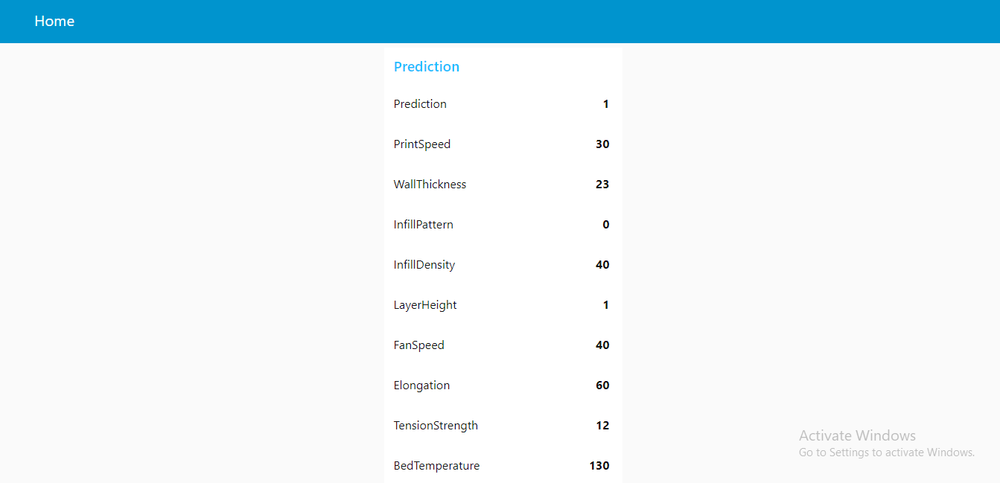 Home
Prediction
Prediction 1
PrintSpeed 30
WallThickness 23
InfillPattern 0
InfillDensity 40
LayerHeight 1
FanSpeed 40
Elongation 60
TensionStrength 12
BedTemperature 130
Activate Windows
Go to Settings to activate Windows.